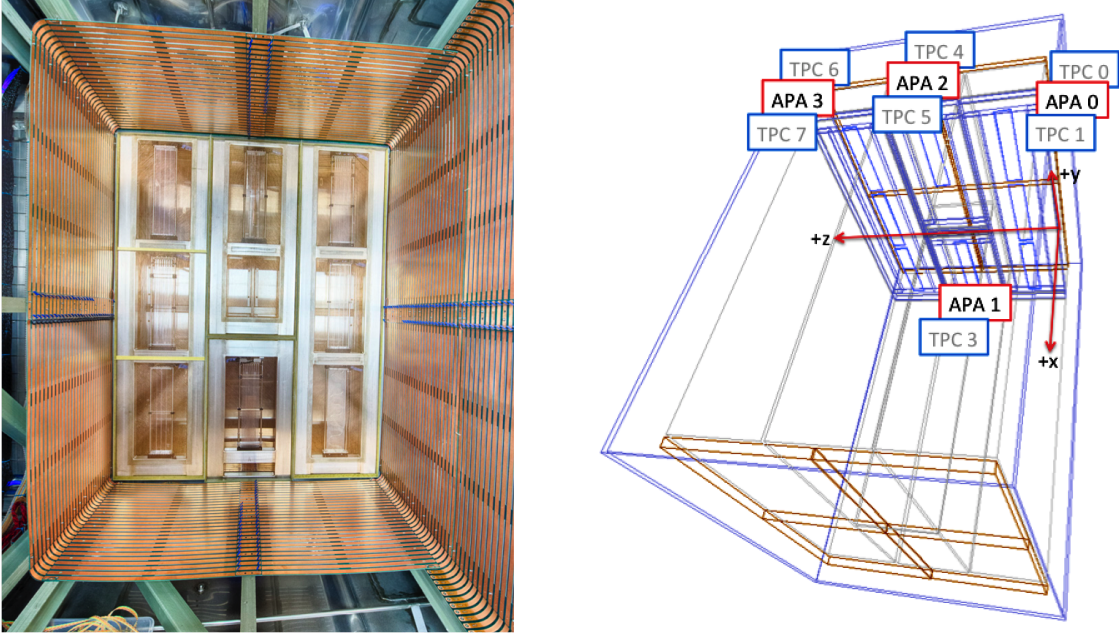 TPC 4
TPC 6
TPC 0
APA 2
APA 3
APA 0
TPC 5
TPC 7
TPC 1
+y
+z
APA 1
TPC 3
+x